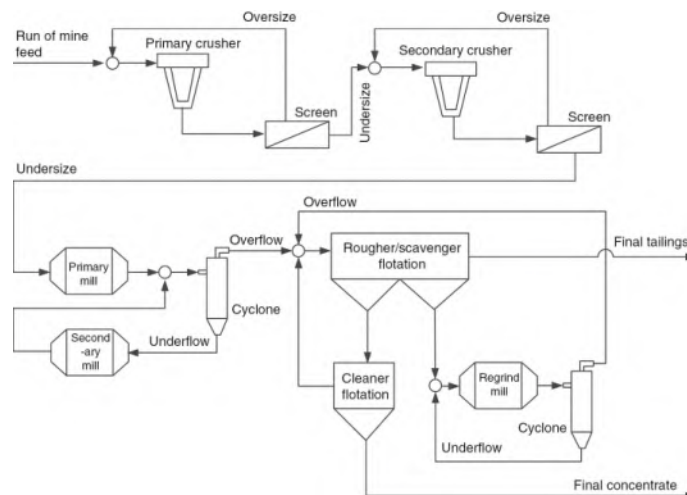 Oversize
Oversize
Run of mine
feed
Primary crusher
Secondary crusher
Undersize
Screen
Screen
Undersize
Overflow
Overflow
Rougher/scavenger
flotation
Final tailings
Primary
mill
Cyclone
Second
-ary
mill
Underflow
Cleaner
flotation
Regrind
mill
Cyclone
Underflow
Final concentrate